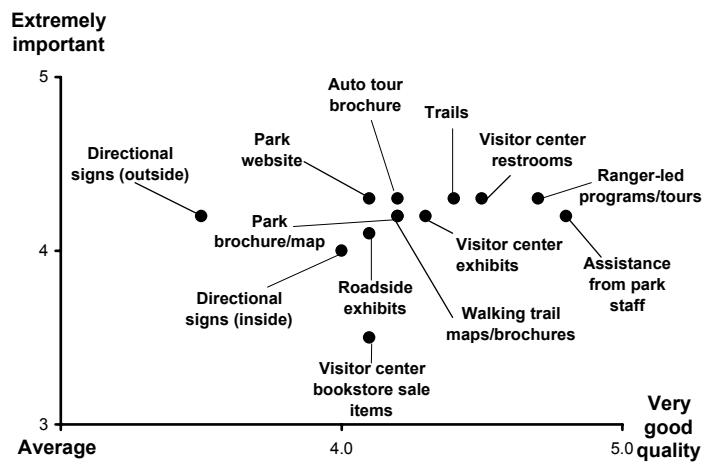 Extremely
important
5
Auto tour
brochure
Trails
Park
website
Visitor center
restrooms
Directional
signs (outside)
Ranger-led
programs/tours
Park
brochure/map
4
Visitor center
exhibits
Assistance
from park
staff
Directional
signs (inside)
Roadside
exhibits
Walking trail
maps/brochures
Visitor center
bookstore sale
items
3
Average
4.0
5.0
Very
good
quality